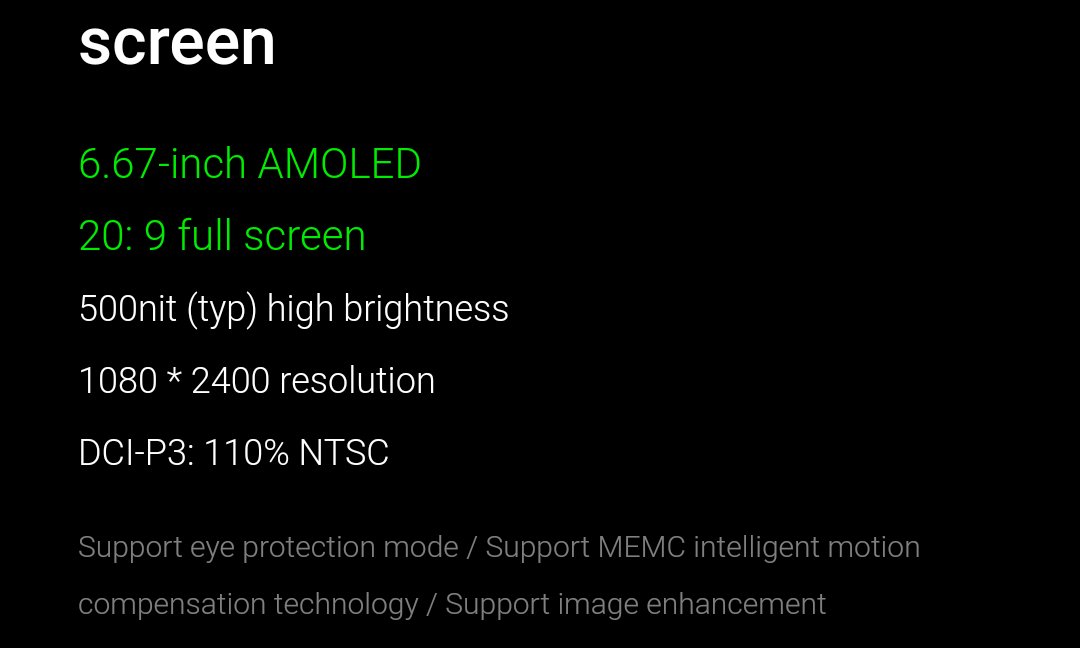 screen
6.67-inch AMOLED
20: 9 full screen
500nit (typ) high brightness
1080 * 2400 resolution
DCI-P3: 110% NTSC
Support eye protection mode / Support MEMC intelligent motion
compensation technology / Support image enhancement